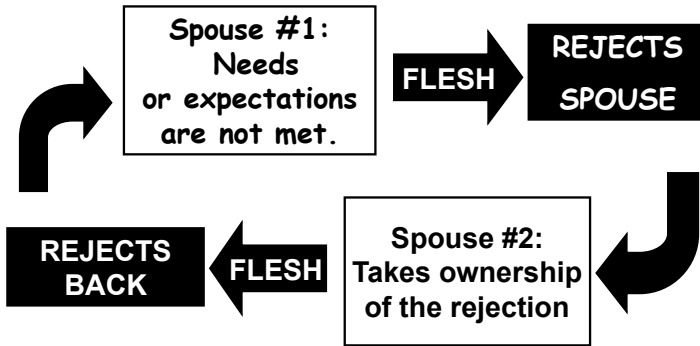 Spouse #1:
Needs
or expectations
are not met.
FLESH
REJECTS
SPOUSE
Spouse #2:
Takes ownership
of the rejection
FLESH
REJECTS
BACK